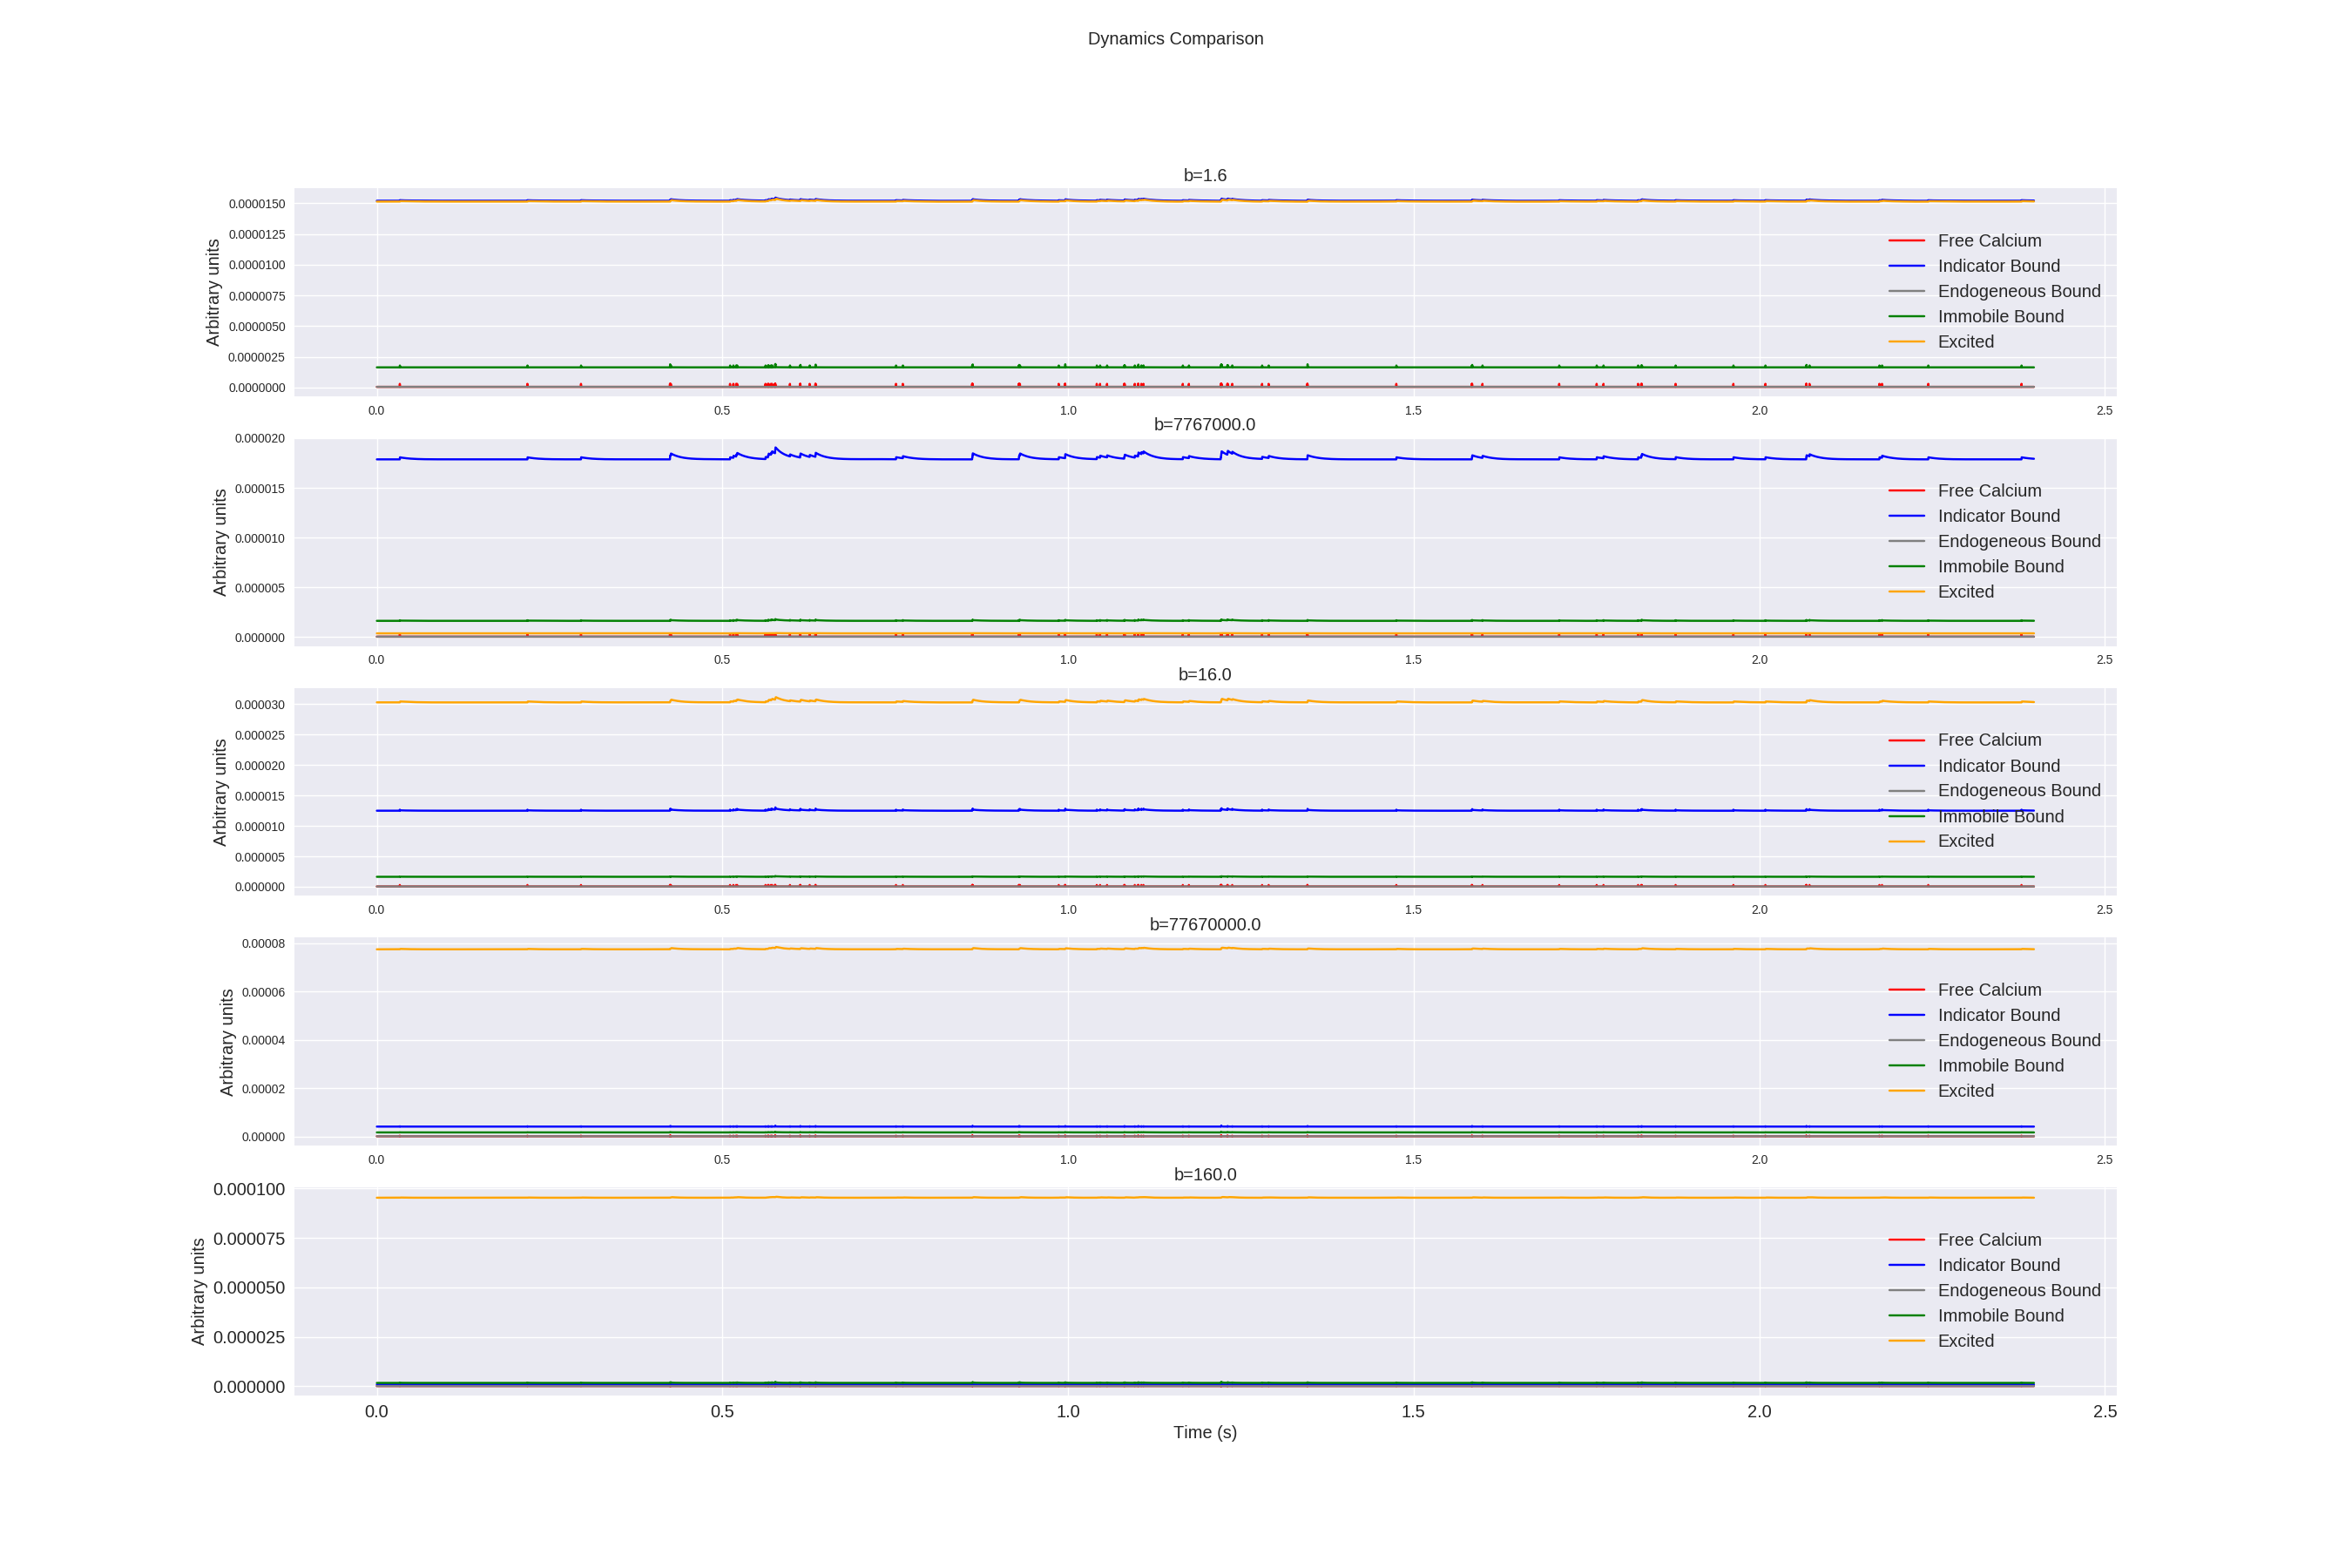 Dynamics Comparison
b=1.6
Arbitrary units
0.0000150
0.0000125
0.0000100
0.0000075
0.0000050
0.0000025
0.0000000
Free Calcium
Indicator Bound
Endogeneous Bound
Immobile Bound
Excited
0.0 0.5 1.0 1.5 2.0 2.5
b=7767000.0
Arbitrary units
0.000020
0.000015
0.000010
0.000005
0.000000
Free Calcium
Indicator Bound
Endogeneous Bound
Immobile Bound
Excited
0.0 0.5 1.0 1.5 2.0 2.5
b=16.0
Arbitrary units
0.000030
0.000025
0.000020
0.000015
0.000010
0.000005
0.000000
Free Calcium
Indicator Bound
Endogeneous Bound
Immobile Bound
Excited
0.0 0.5 1.0 1.5 2.0 2.5
b=77670000.0
Arbitrary units
0.00008
0.00006
0.00004
0.00002
0.00000
Free Calcium
Indicator Bound
Endogeneous Bound
Immobile Bound
Excited
0.0 0.5 1.0 1.5 2.0 2.5
b=160.0
Arbitrary units
0.000100
0.000075
0.000050
0.000025
0.000000
Free Calcium
Indicator Bound
Endogeneous Bound
Immobile Bound
Excited
0.0 0.5 1.0 1.5 2.0 2.5
Time (s)